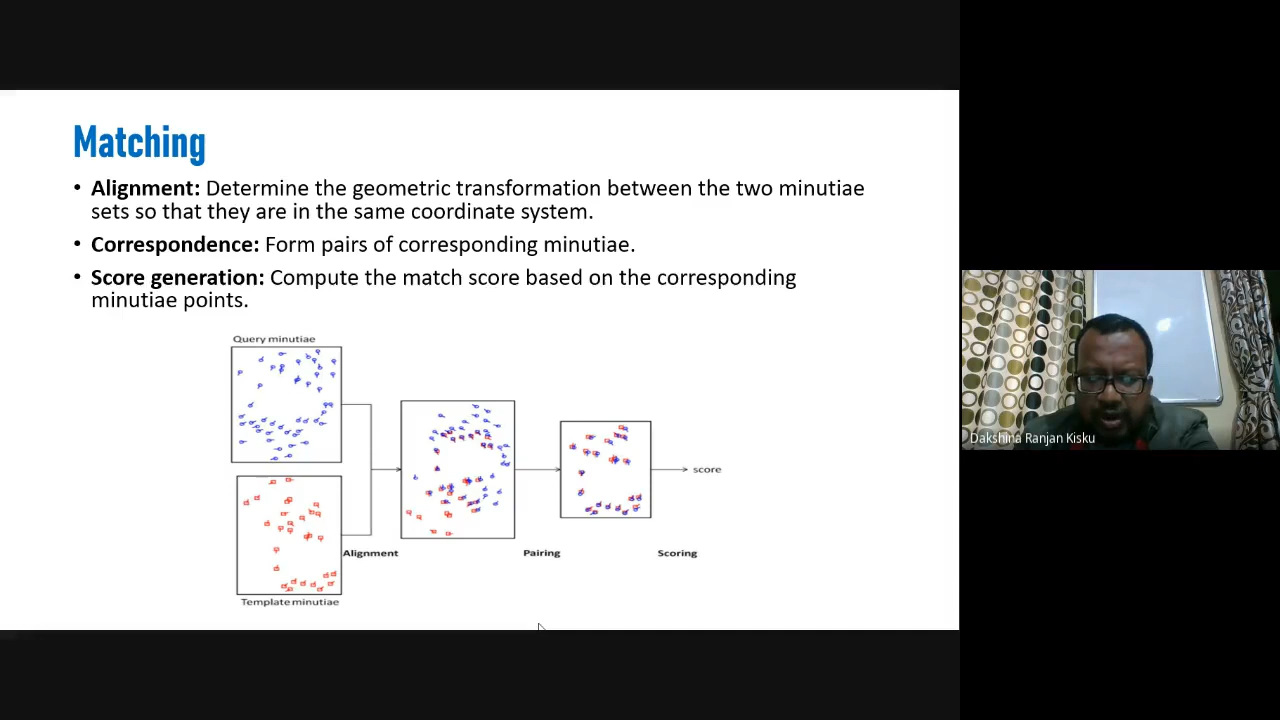 Matching
• Alignment: Determine the geometric transformation between the two minutiae
sets so that they are in the same coordinate system.
• Correspondence: Form pairs of corresponding minutiae.
• Score generation: Compute the match score based on the corresponding
minutiae points.
Query minutiae
score
Alignment
Pairing
Scoring
Template minutiae
Dakshina Ranjan Kisku